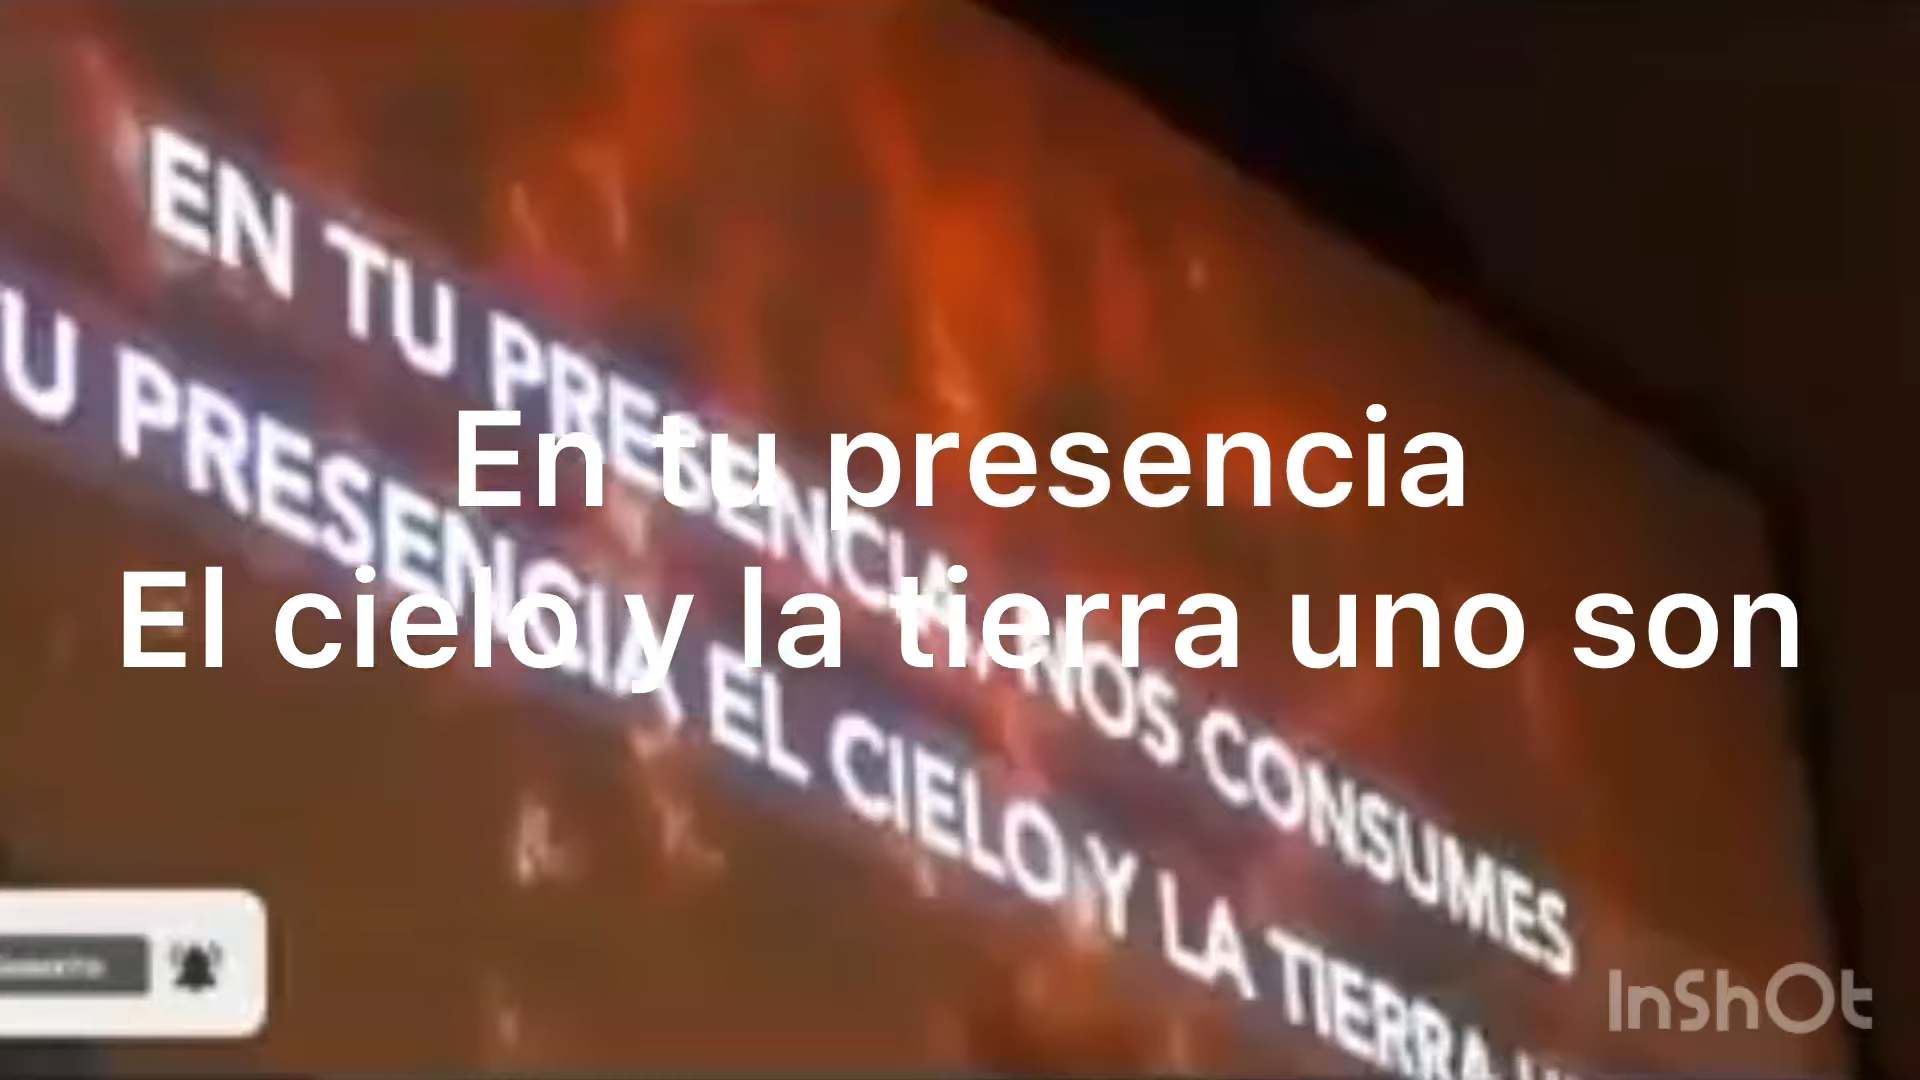 EN TU PRESENCIA, NOS CONSUMES
TU PRESENCIA EL CIELO Y LA TIERRA
En tu presencia
El cielo y la tierra uno son
InShOt